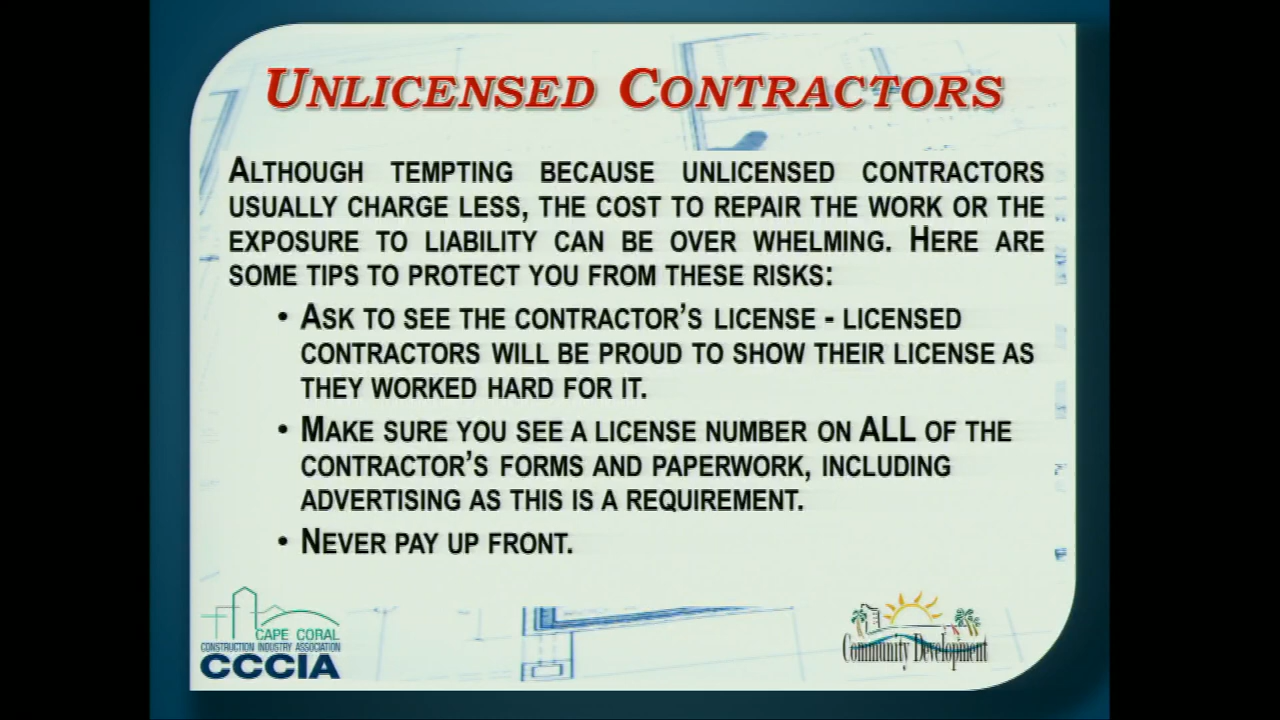 UNLICENSED CONTRACTORS
ALTHOUGH TEMPTING BECAUSE UNLICENSED CONTRACTORS
USUALLY CHARGE LESS, THE COST TO REPAIR THE WORK OR THE
EXPOSURE TO LIABILITY CAN BE OVER WHELMING. HERE ARE
SOME TIPS TO PROTECT YOU FROM THESE RISKS:
• ASK TO SEE THE CONTRACTOR'S LICENSE - LICENSED
CONTRACTORS WILL BE PROUD TO SHOW THEIR LICENSE AS
THEY WORKED HARD FOR IT.
• MAKE SURE YOU SEE A LICENSE NUMBER ON ALL OF THE
CONTRACTOR'S FORMS AND PAPERWORK, INCLUDING
ADVERTISING AS THIS IS A REQUIREMENT.
• NEVER PAY UP FRONT.
CAPE CORAL
CONSTRUCTION INDUSTRY ASSOCIATION
CCCIA
Community Development